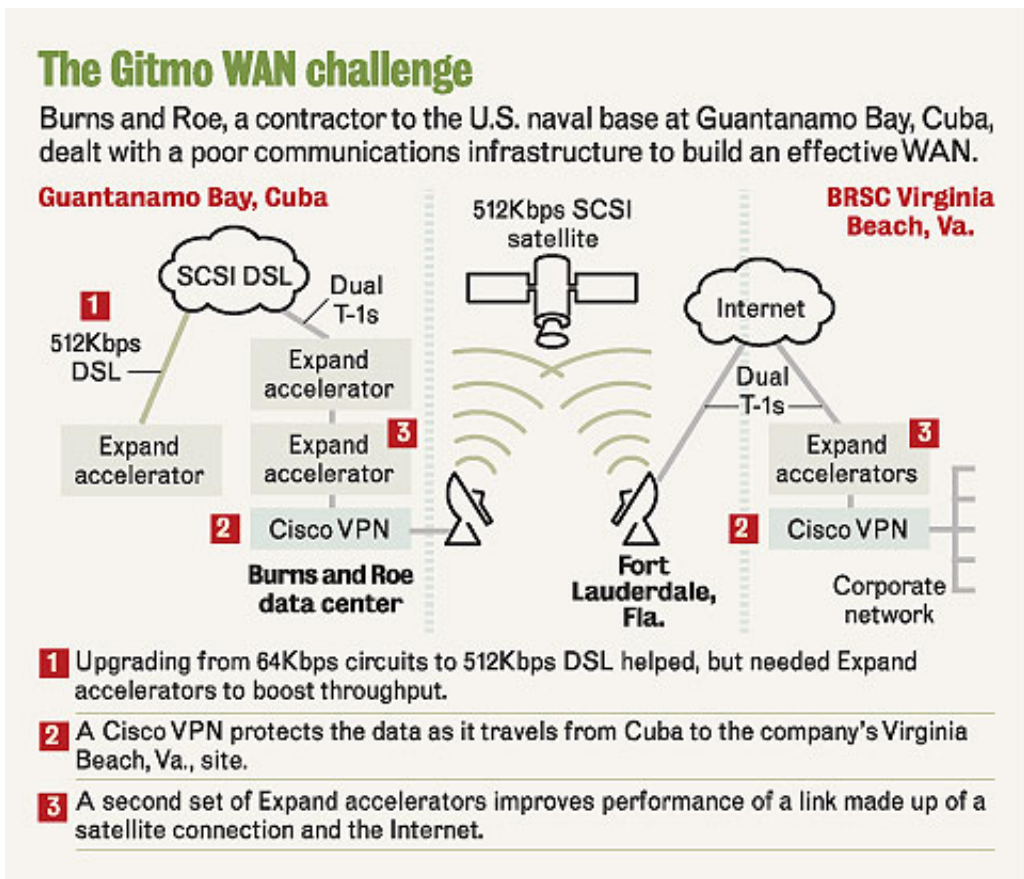 The Gitmo WAN challenge
Burns and Roe, a contractor to the U.S. naval base at Guantanamo Bay, Cuba,
dealt with a poor communications infrastructure to build an effective WAN.
Guantanamo Bay, Cuba
SCSI DSL
Dual
T-1s
1
512Kbps
DSL
Expand
accelerator
Expand
accelerator
3
Expand
accelerator
2
Cisco VPN
Burns and Roe
data center
512Kbps SCSI
satellite
Fort
Lauderdale,
Fla.
BRSC Virginia
Beach, Va.
Internet
Dual
T-1s
3
Expand
accelerators
2
Cisco VPN
Corporate
network
1 Upgrading from 64Kbps circuits to 512Kbps DSL helped, but needed Expand
accelerators to boost throughput.
2 A Cisco VPN protects the data as it travels from Cuba to the company's Virginia
Beach, Va., site.
3 A second set of Expand accelerators improves performance of a link made up of a
satellite connection and the Internet.